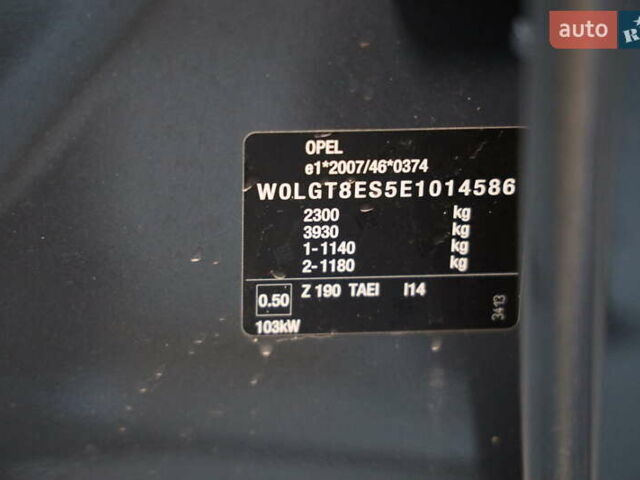 auto
R
OPEL
e1*2007/46*0374
W0LGT8ES5E1014586
2300 kg
3930 kg
1-1140 kg
2-1180 kg
0.50 Z 190 TAEI I14
103kW
3413